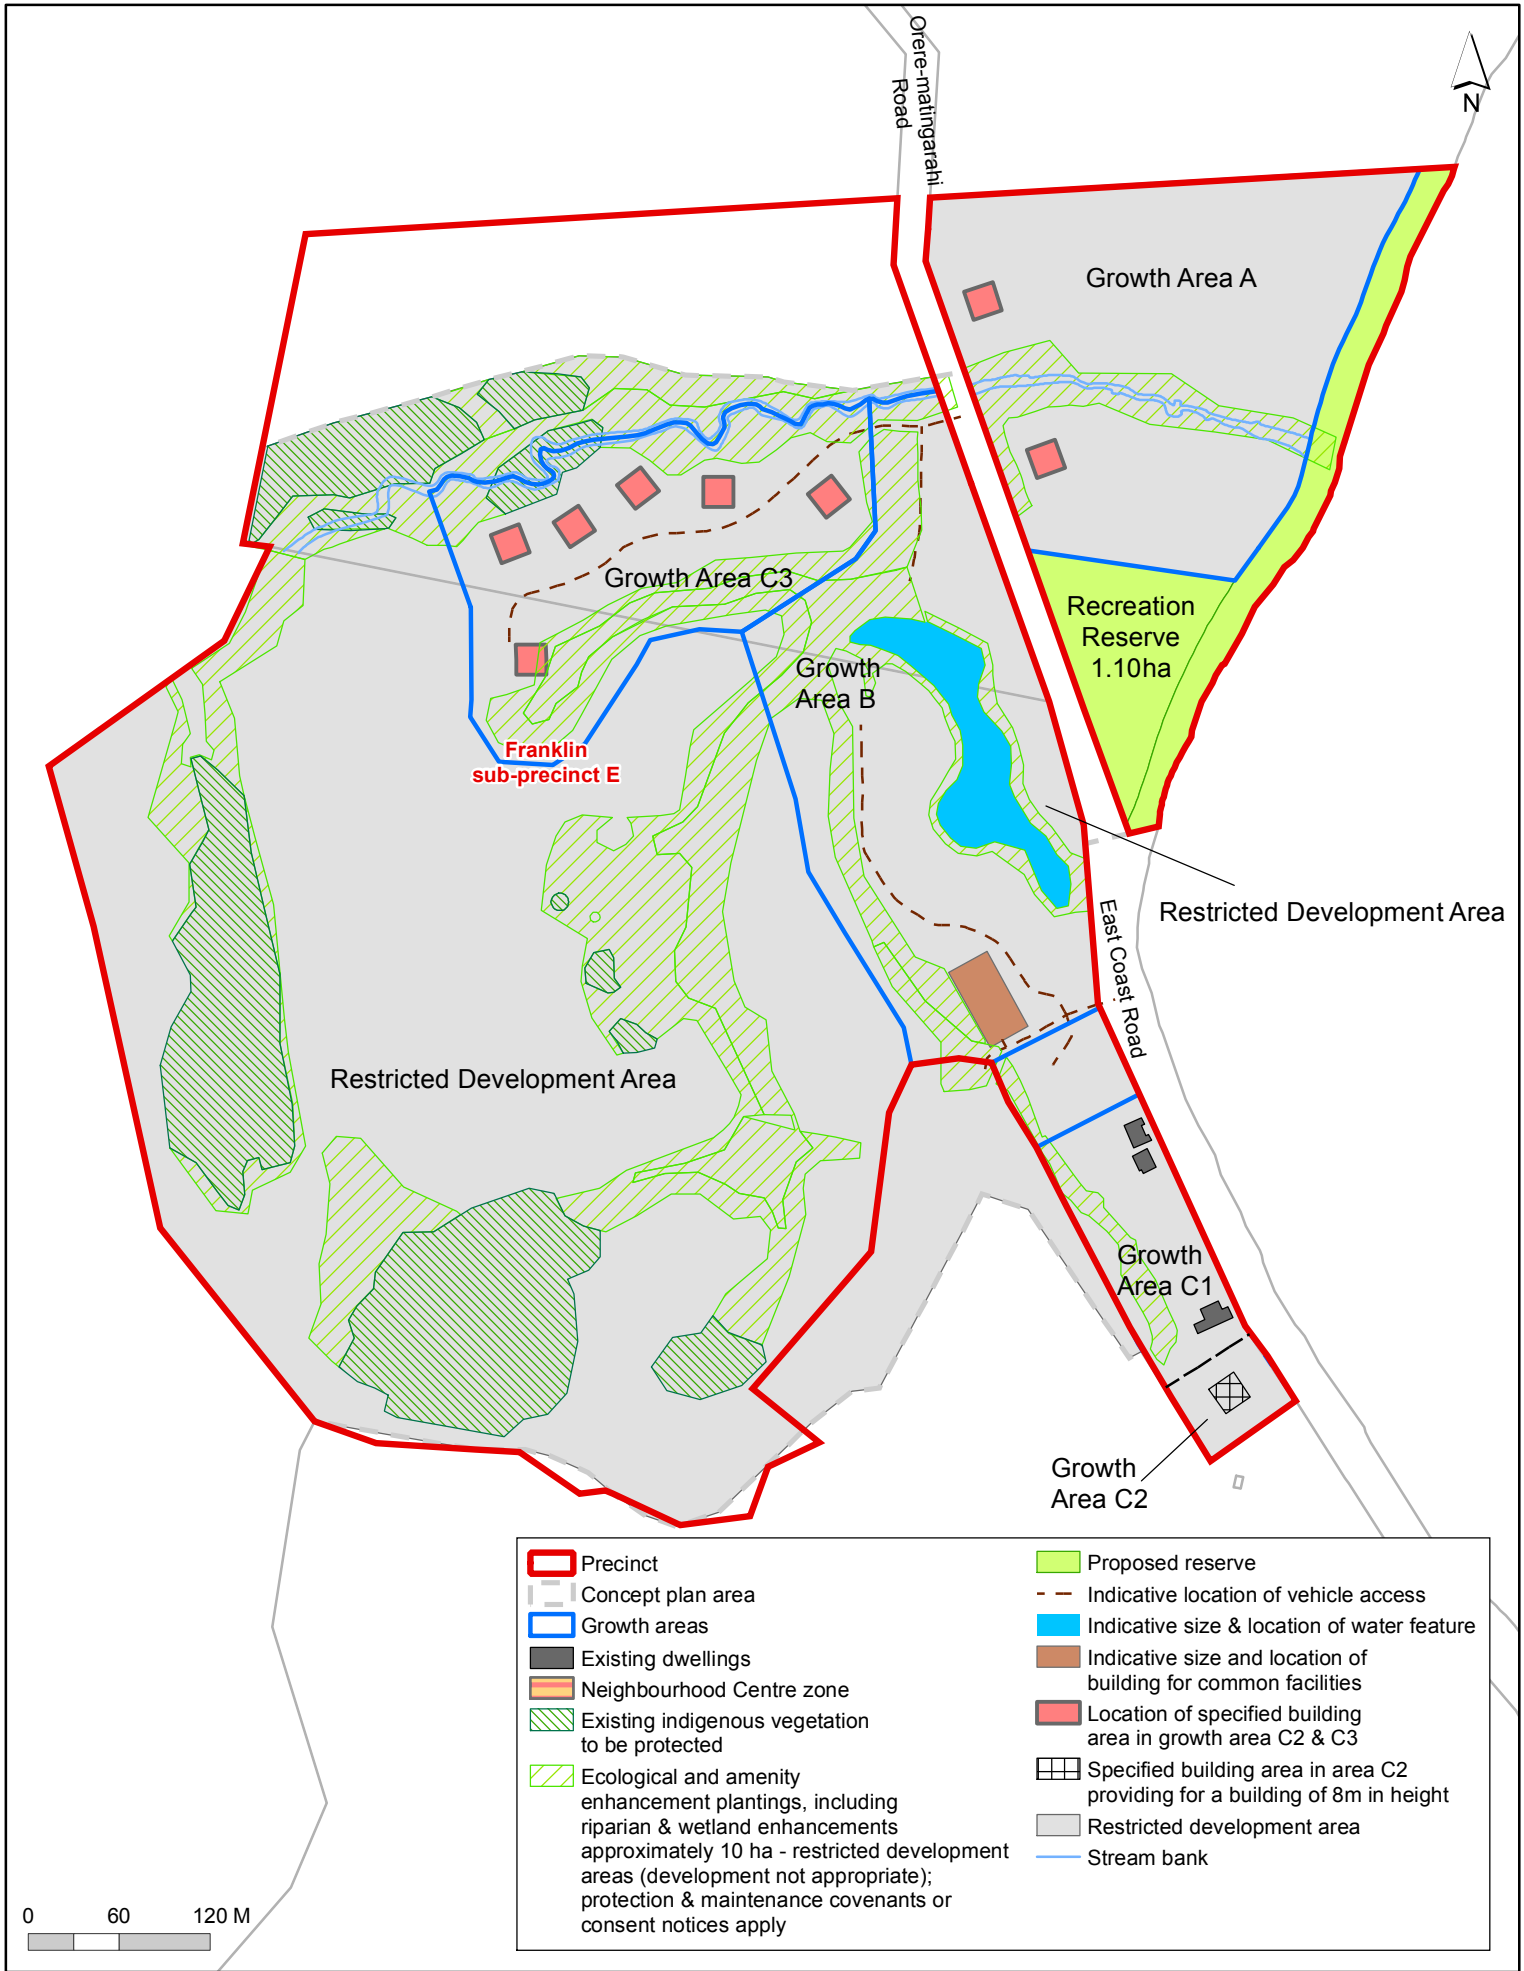 Orere-matingarahi
Road
N
Growth Area A
Growth Area C3
Recreation
Reserve
1.10ha
Growth
Area B
Franklin
sub-precinct E
Restricted Development Area
East Coast Road
Restricted Development Area
Growth
Area C1
Growth
Area C2
Precinct
Concept plan area
Growth areas
Existing dwellings
Neighbourhood Centre zone
Existing indigenous vegetation
to be protected
Ecological and amenity
enhancement plantings, including
riparian & wetland enhancements
approximately 10 ha - restricted development
areas (development not appropriate);
protection & maintenance covenants or
consent notices apply
Proposed reserve
Indicative location of vehicle access
Indicative size & location of water feature
Indicative size and location of
building for common facilities
Location of specified building
area in growth area C2 & C3
Specified building area in area C2
providing for a building of 8m in height
Restricted development area
Stream bank
0 60 120 M